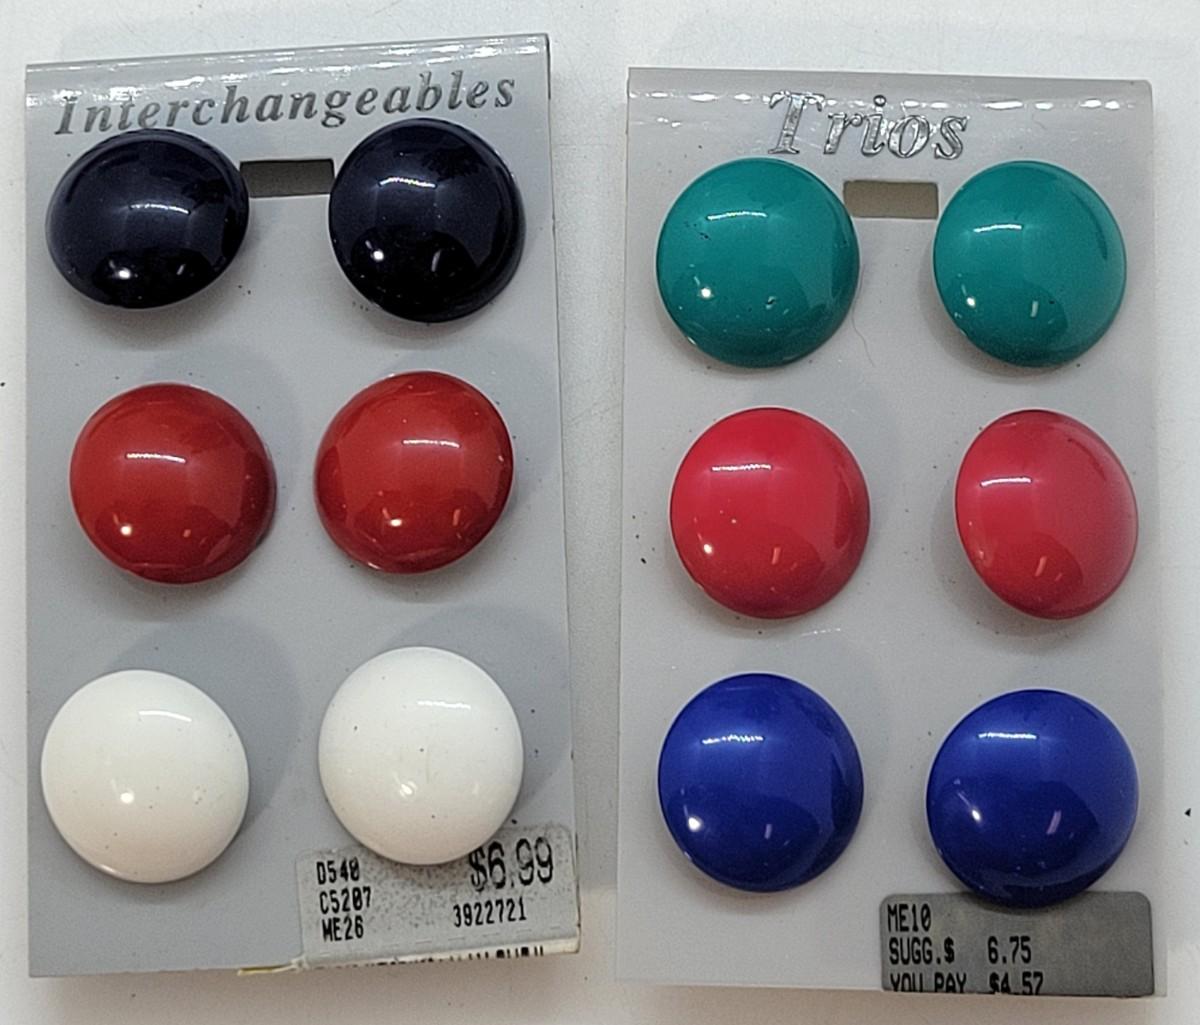 Interchangeables
D540
C5207
ME26
$6.99
3922721
Trios
ME10
SUGG.$ 6.75
YOU PAY $4.57